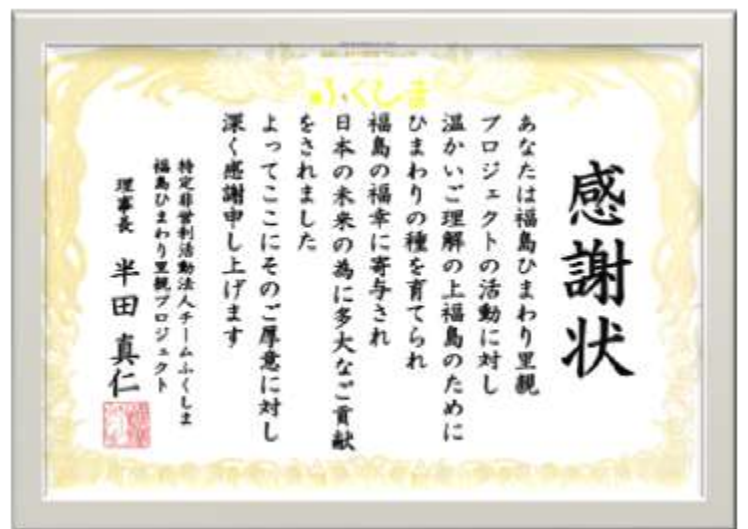 ふくしま
感謝状
あなたは福島ひまわり里親
プロジェクトの活動に対し
温かいご理解の上福島のために
ひまわりの種を育てられ
福島の福幸に寄与され
日本の未来の為に多大なご貢献
をされました
よってここにそのご厚意に対し
深く感謝申し上げます
特定非営利活動法人チームふくしま
福島ひまわり里親プロジェクト
理事長 半田 真仁